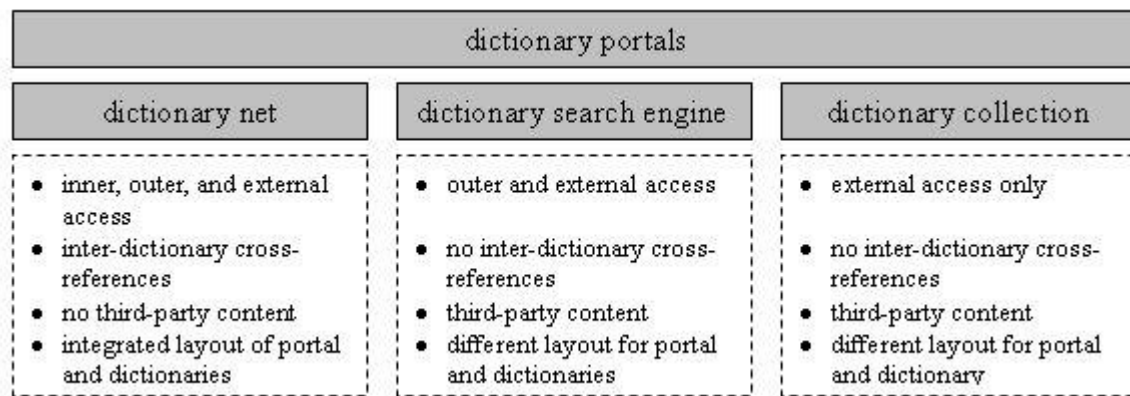 dictionary portals
dictionary net
● inner, outer, and external
access
● inter-dictionary cross-
references
● no third-party content
● integrated layout of portal
and dictionaries
dictionary search engine
● outer and external access
● no inter-dictionary cross-
references
● third-party content
● different layout for portal
and dictionaries
dictionary collection
● external access only
● no inter-dictionary cross-
references
● third-party content
● different layout for portal
and dictionary